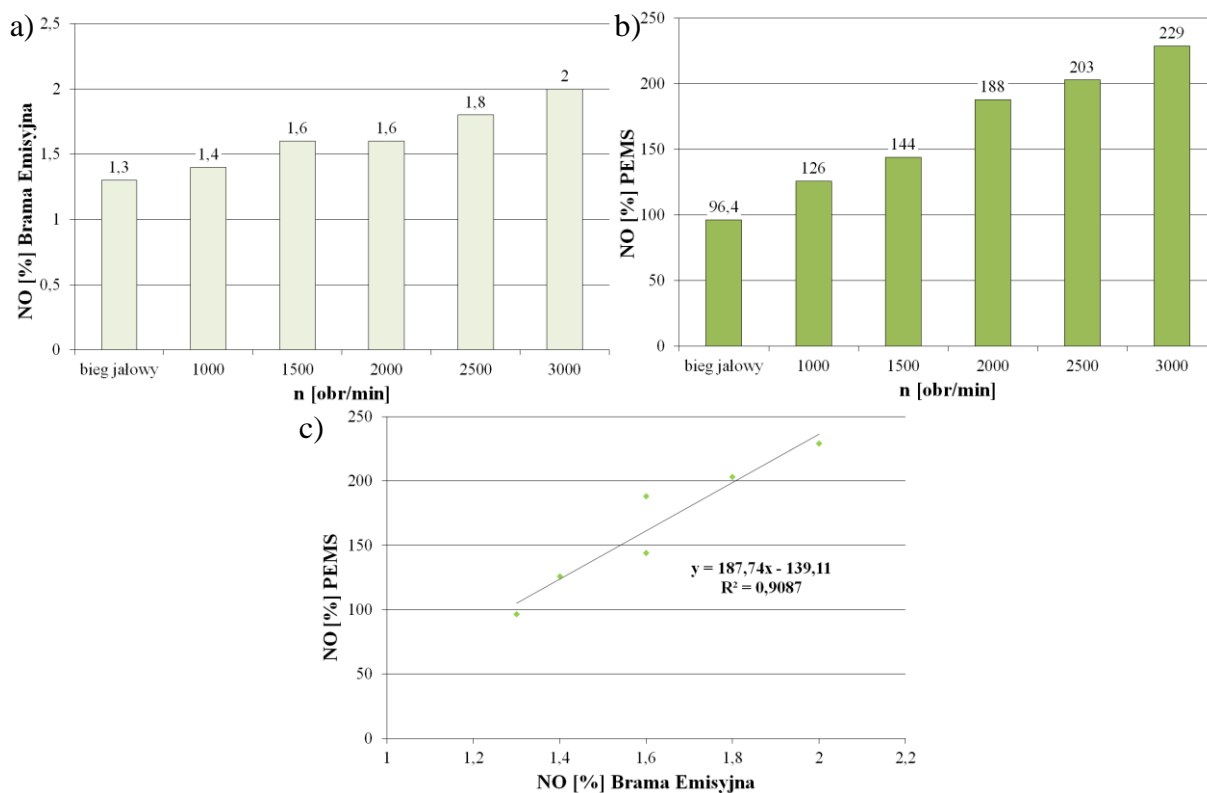 a)
NO [%] Brama Emisyjna
2,5
2
1,5
1
0,5
0
1,3
1,4
1,6
1,6
1,8
2
bieg jałowy 1000 1500 2000 2500 3000
n [obr/min]
b)
NO [%] PEMS
250
200
150
100
50
0
96,4
126
144
188
203
229
bieg jałowy 1000 1500 2000 2500 3000
n [obr/min]
c)
NO [%] PEMS
250
200
150
100
50
0
y = 187,74x - 139,11
R² = 0,9087
1 1,2 1,4 1,6 1,8 2 2,2
NO [%] Brama Emisyjna